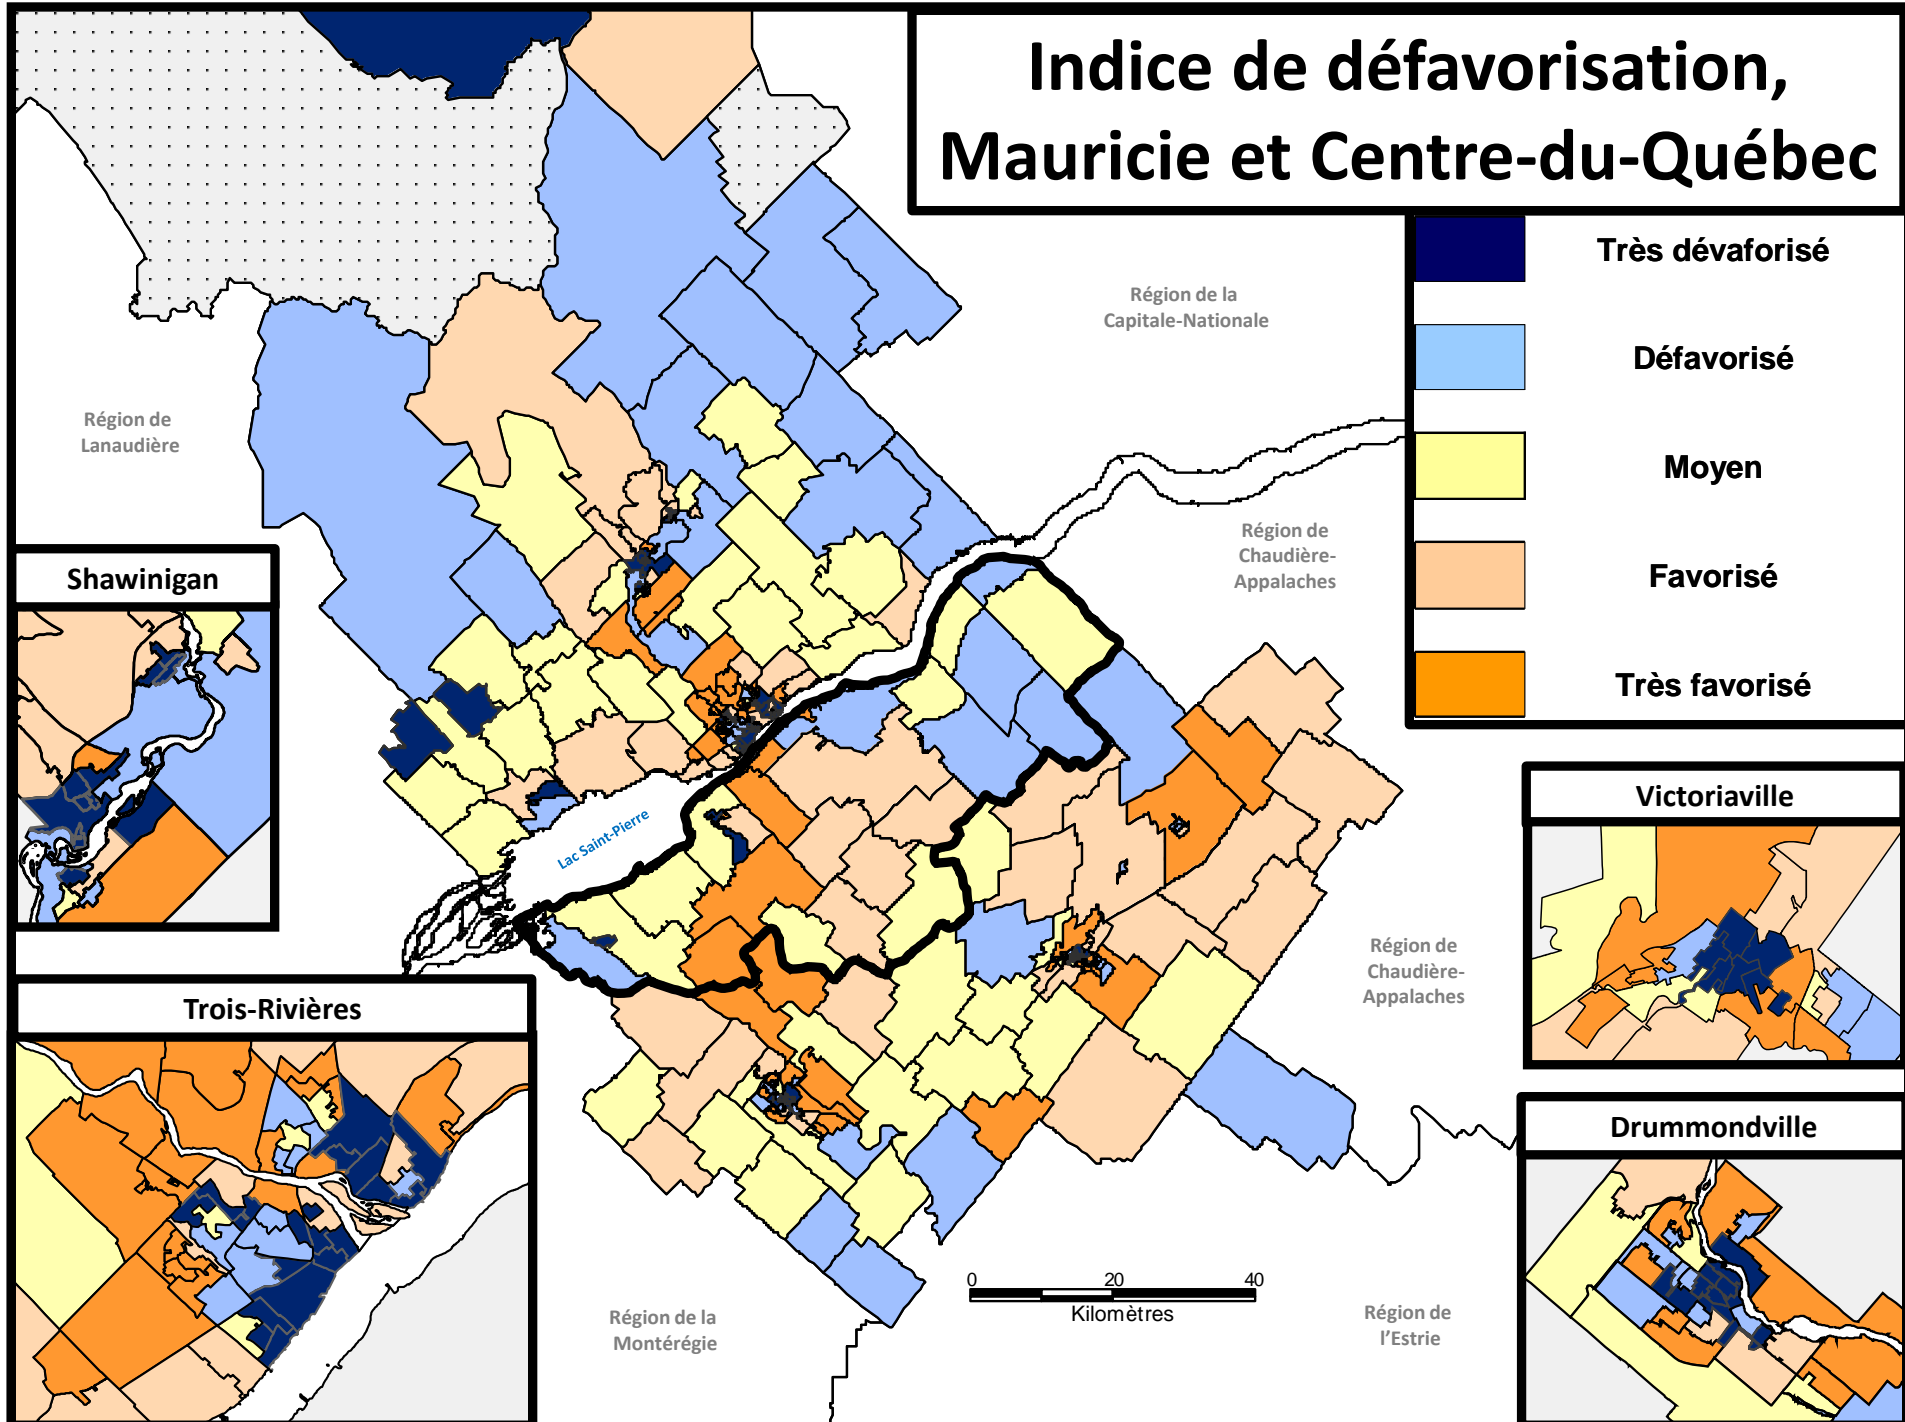 Indice de défavorisation,
Mauricie et Centre-du-Québec
Très dévaforisé
Défavorisé
Moyen
Favorisé
Très favorisé
Région de la
Capitale-Nationale
Région de
Lanaudière
Région de
Chaudière-
Appalaches
Shawinigan
Lac Saint-Pierre
Victoriaville
Région de
Chaudière-
Appalaches
Trois-Rivières
Drummondville
0 20 40
Kilomètres
Région de la
Montérégie
Région de
l'Estrie